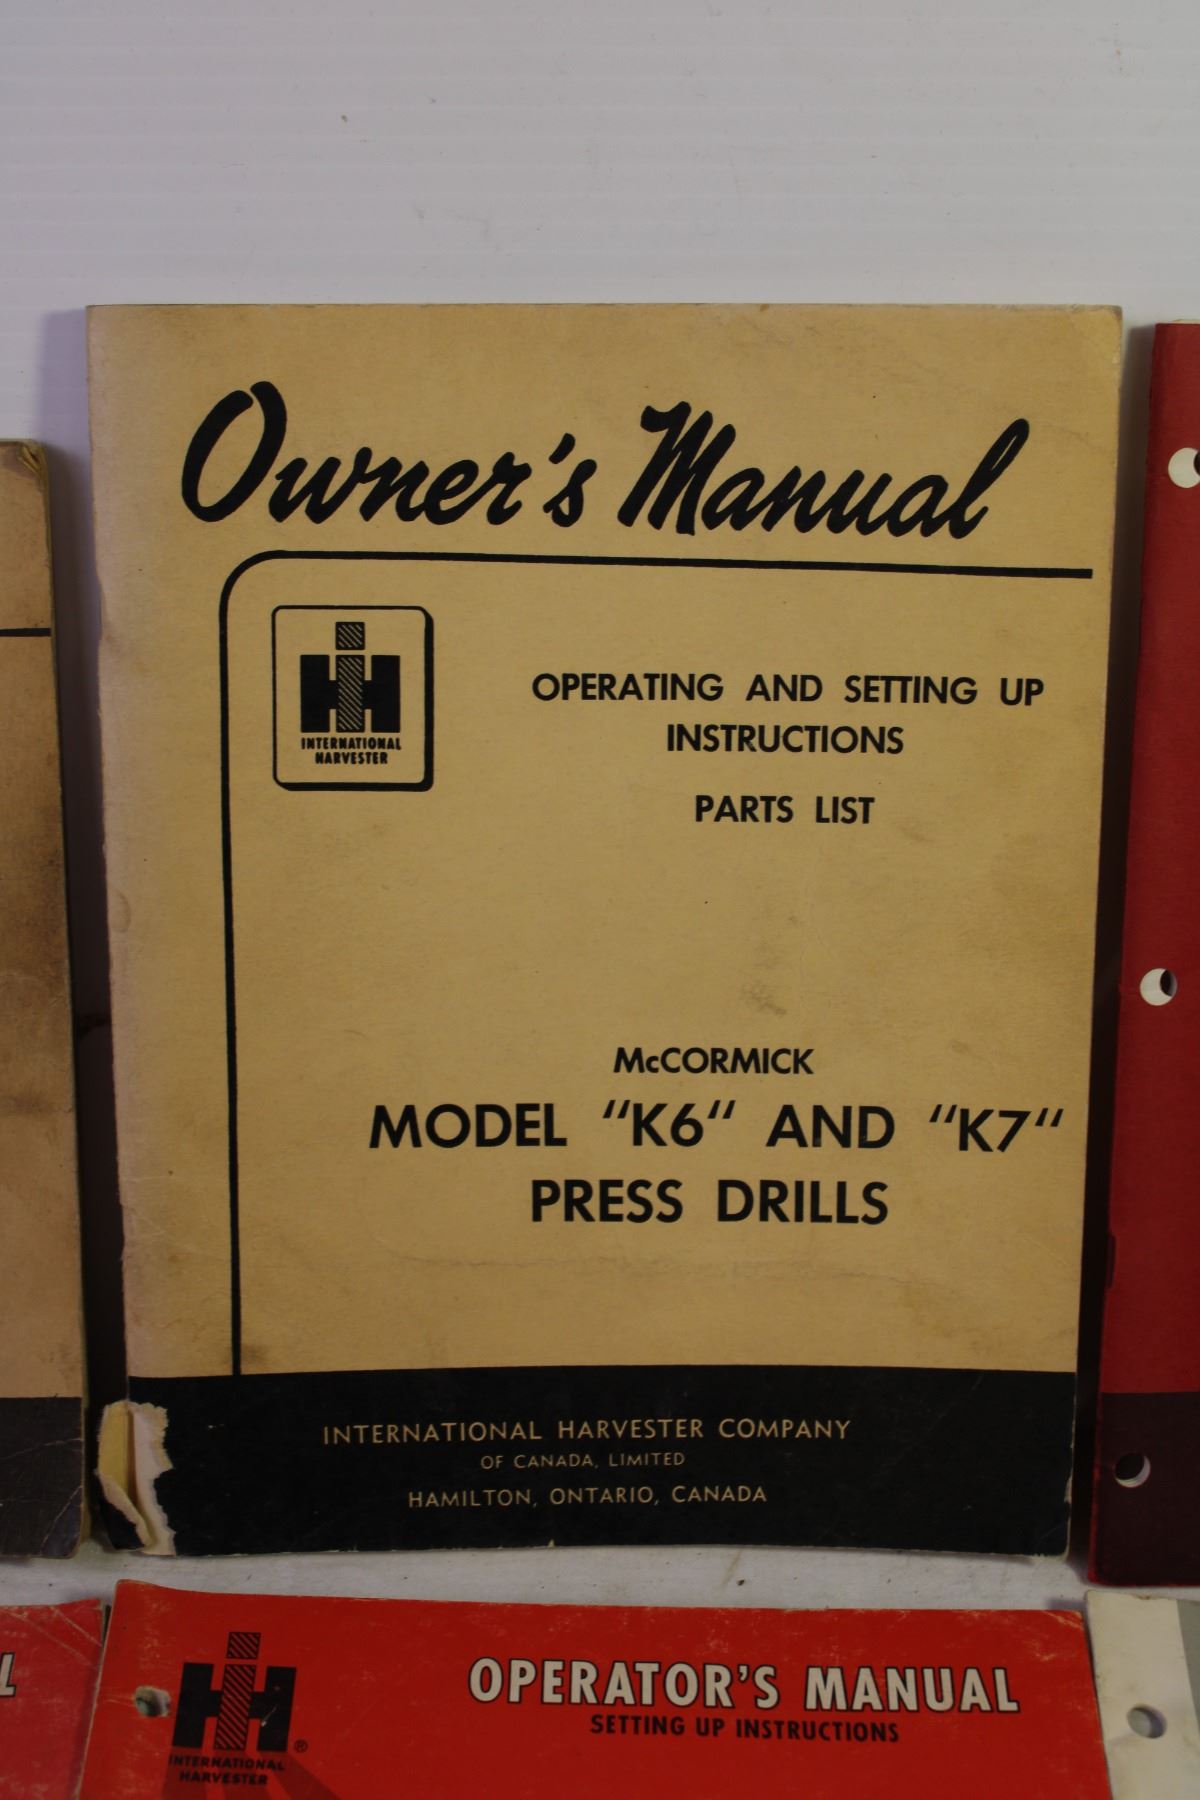 Owner's Manual
INTERNATIONAL
HARVESTER
OPERATING AND SETTING UP
INSTRUCTIONS
PARTS LIST
McCORMICK
MODEL "K6" AND "K7"
PRESS DRILLS
INTERNATIONAL HARVESTER COMPANY
OF CANADA, LIMITED
HAMILTON, ONTARIO, CANADA
L
OPERATOR'S MANUAL
SETTING UP INSTRUCTIONS
®
INTERNATIONAL
HARVESTER